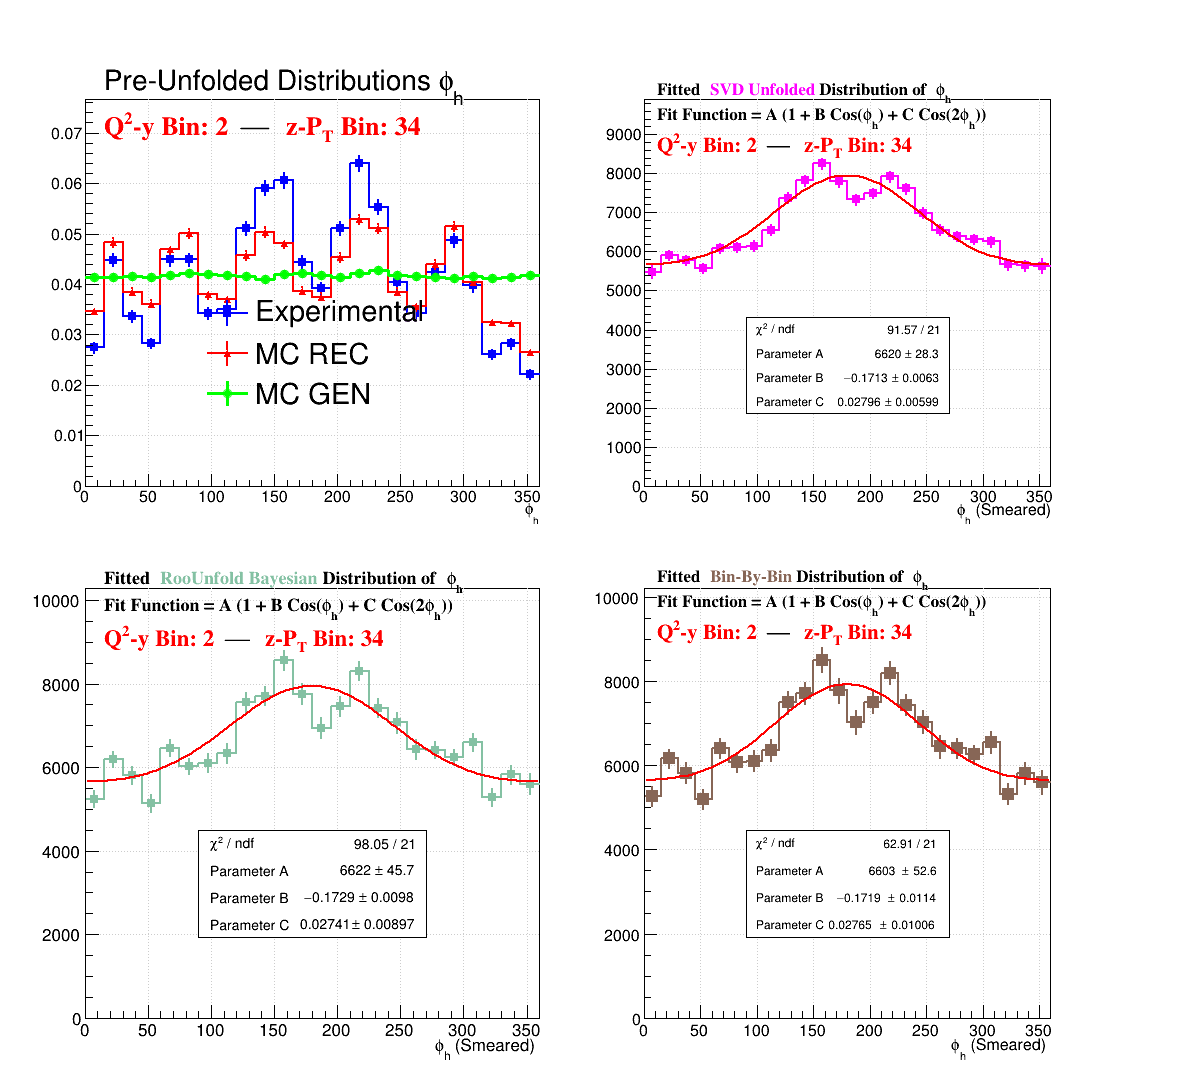 Pre-Unfolded Distributions ϕh
Q²-y Bin: 2 — z-PT Bin: 34
0.07
0.06
0.05
0.04
0.03
0.02
0.01
0
Experimental
MC REC
MC GEN
0 50 100 150 200 250 300 350
ϕh
Fitted SVD Unfolded Distribution of ϕh
Fit Function = A (1 + B Cos(ϕh) + C Cos(2ϕh))
Q²-y Bin: 2 — z-PT Bin: 34
9000
8000
7000
6000
5000
4000
3000
2000
1000
0
χ² / ndf 91.57 / 21
Parameter A 6620 ± 28.3
Parameter B −0.1713 ± 0.0063
Parameter C 0.02796 ± 0.00599
0 50 100 150 200 250 300 350
ϕh (Smeared)
Fitted RooUnfold Bayesian Distribution of ϕh
Fit Function = A (1 + B Cos(ϕh) + C Cos(2ϕh))
Q²-y Bin: 2 — z-PT Bin: 34
10000
8000
6000
4000
2000
0
χ² / ndf 98.05 / 21
Parameter A 6622 ± 45.7
Parameter B −0.1729 ± 0.0098
Parameter C 0.02741 ± 0.00897
0 50 100 150 200 250 300 350
ϕh (Smeared)
Fitted Bin-By-Bin Distribution of ϕh
Fit Function = A (1 + B Cos(ϕh) + C Cos(2ϕh))
Q²-y Bin: 2 — z-PT Bin: 34
10000
8000
6000
4000
2000
0
χ² / ndf 62.91 / 21
Parameter A 6603 ± 52.6
Parameter B −0.1719 ± 0.0114
Parameter C 0.02765 ± 0.01006
0 50 100 150 200 250 300 350
ϕh (Smeared)